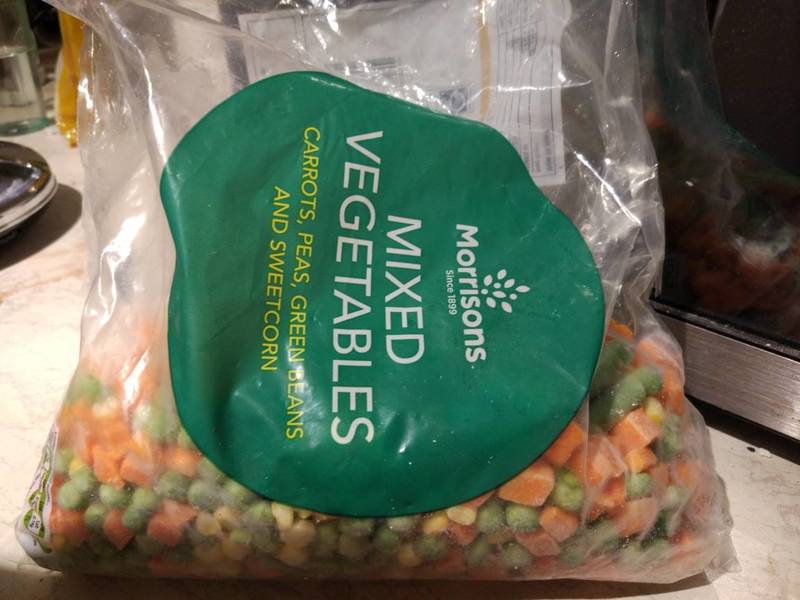 Morrisons
Since 1899
MIXED
VEGETABLES
CARROTS, PEAS, GREEN BEANS
AND SWEETCORN